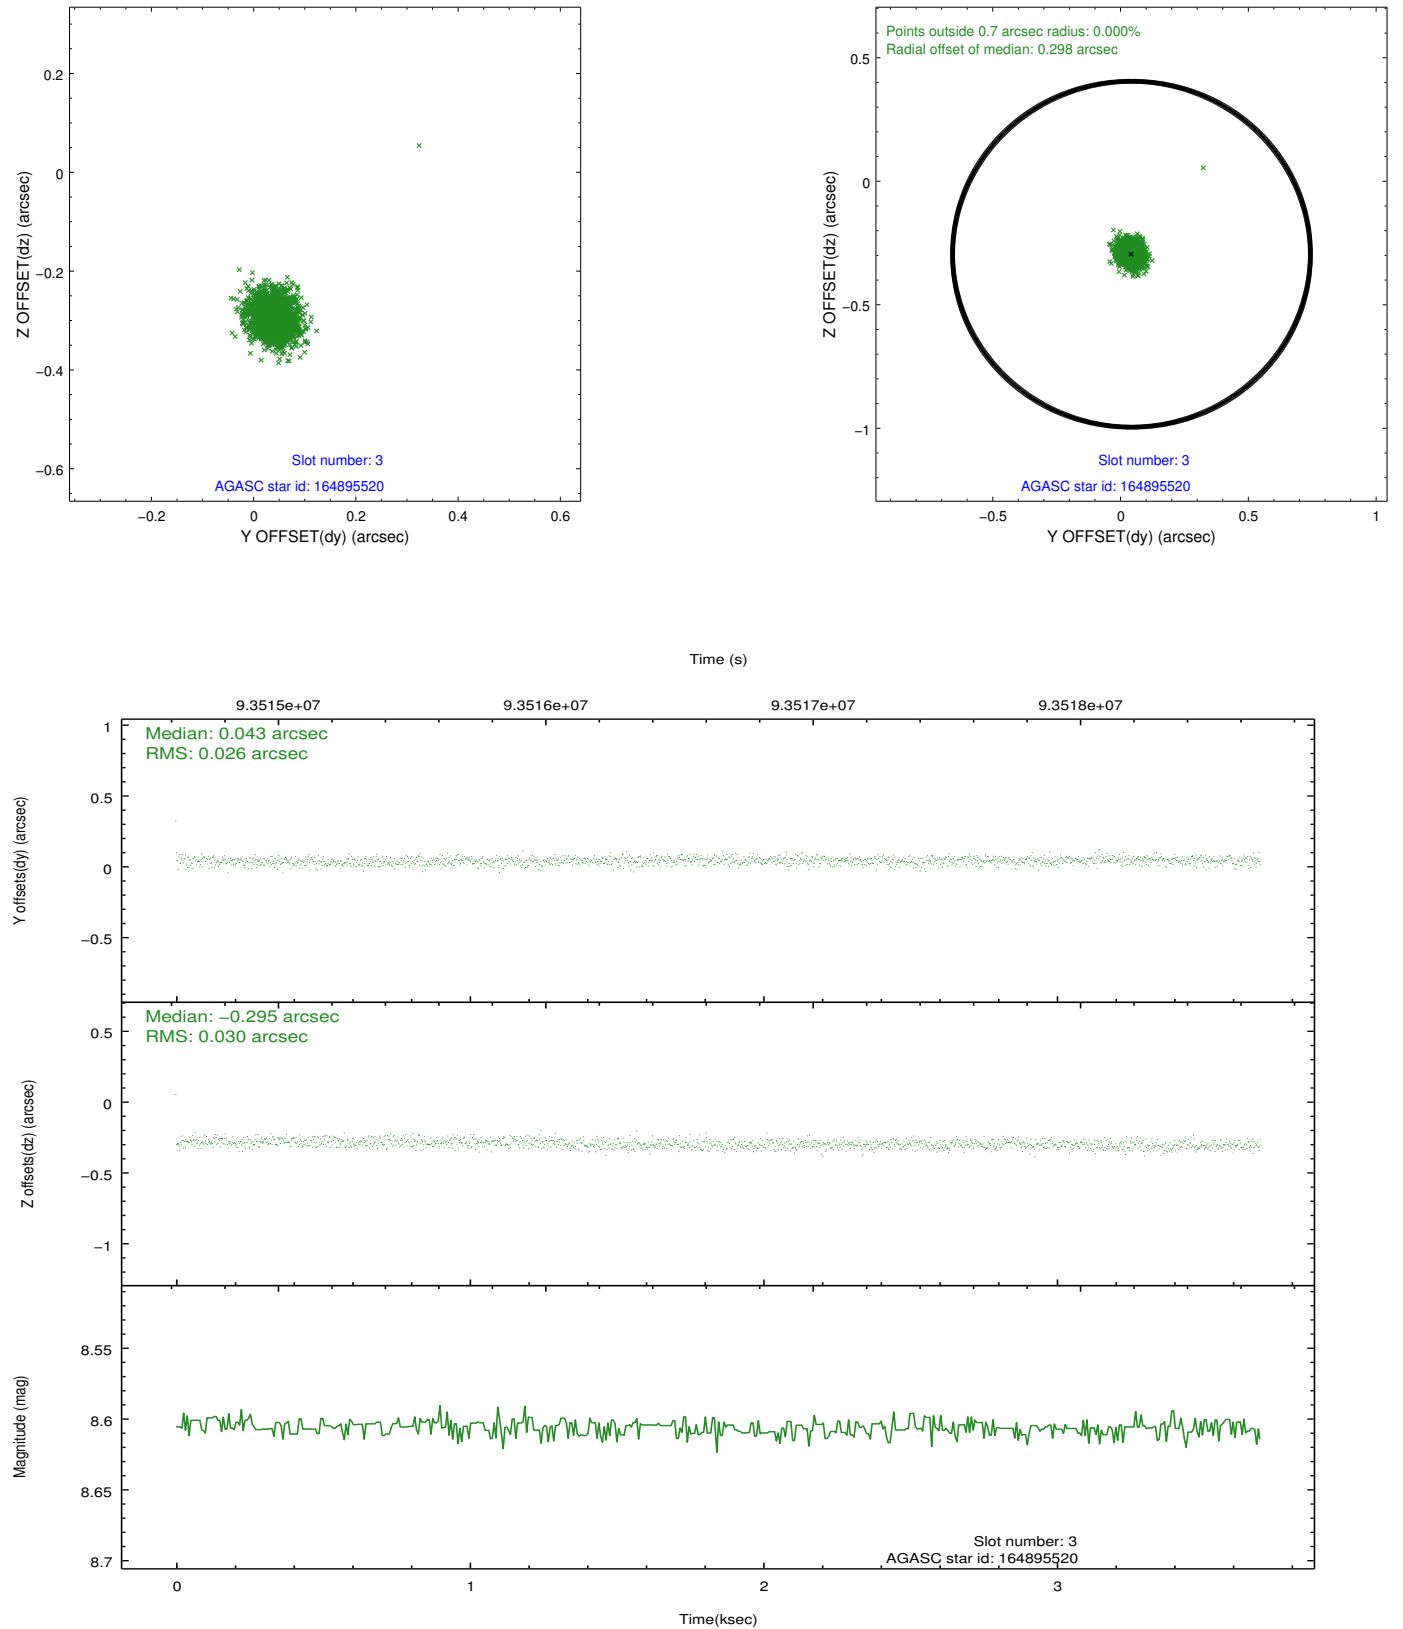 0.2
0
−0.2
−0.4
−0.6
Z OFFSET(dz) (arcsec)
Slot number: 3
AGASC star id: 164895520
−0.2 0 0.2 0.4 0.6
Y OFFSET(dy) (arcsec)
Points outside 0.7 arcsec radius: 0.000%
Radial offset of median: 0.298 arcsec
0.5
0
−0.5
−1
Z OFFSET(dz) (arcsec)
Slot number: 3
AGASC star id: 164895520
−0.5 0 0.5 1
Y OFFSET(dy) (arcsec)
Time (s)
9.3515e+07 9.3516e+07 9.3517e+07 9.3518e+07
Median: 0.043 arcsec
RMS: 0.026 arcsec
1
0.5
0
−0.5
Y offsets(dy) (arcsec)
Median: −0.295 arcsec
RMS: 0.030 arcsec
0.5
0
−0.5
−1
Z offsets(dz) (arcsec)
8.55
8.6
8.65
8.7
Magnitude (mag)
Slot number: 3
AGASC star id: 164895520
0 1 2 3
Time(ksec)